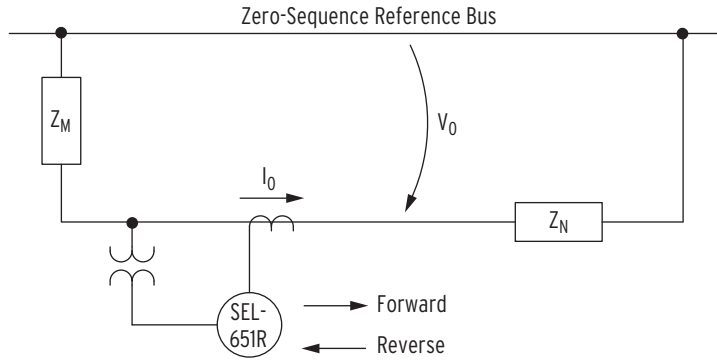 Zero-Sequence Reference Bus
Z_M
V_0
I_0
Z_N
SEL-
651R
Forward
Reverse